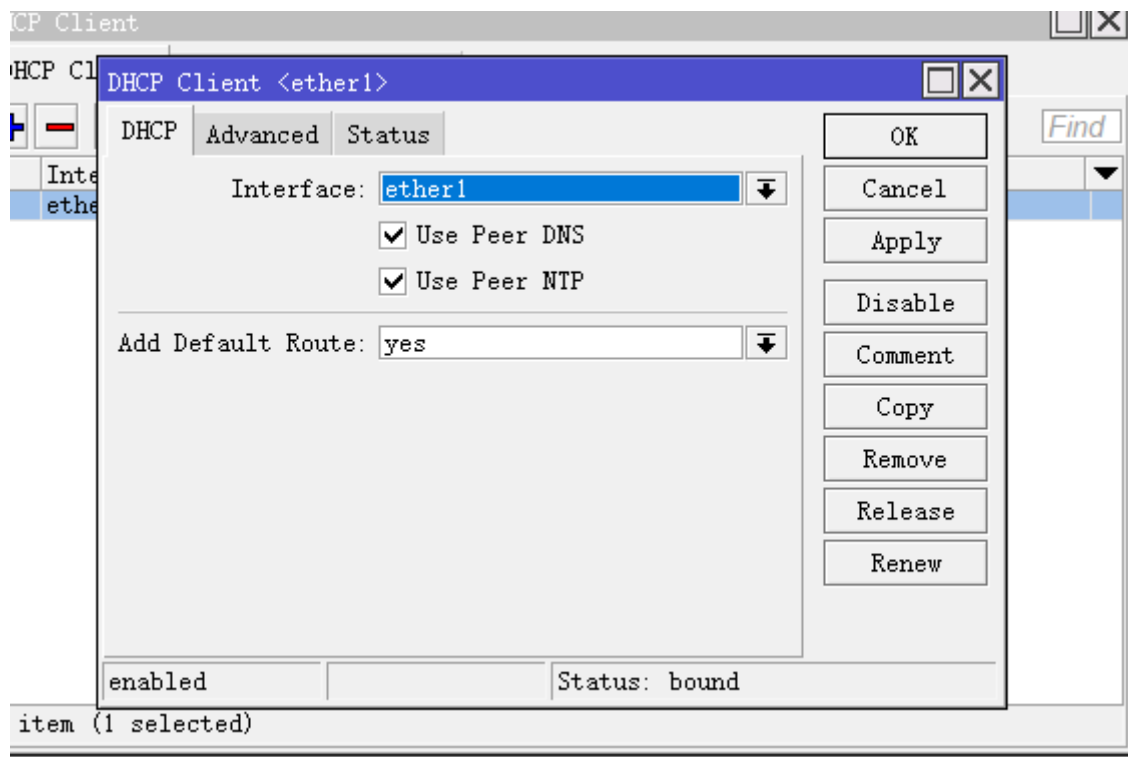 CP Client
HCP Cl
DHCP Client <ether1>
DHCP Advanced Status
OK
Find
Inte
Interface: ether1
Cancel
ethe
Use Peer DNS
Apply
Use Peer NTP
Disable
Add Default Route: yes
Comment
Copy
Remove
Release
Renew
enabled
Status: bound
item (1 selected)